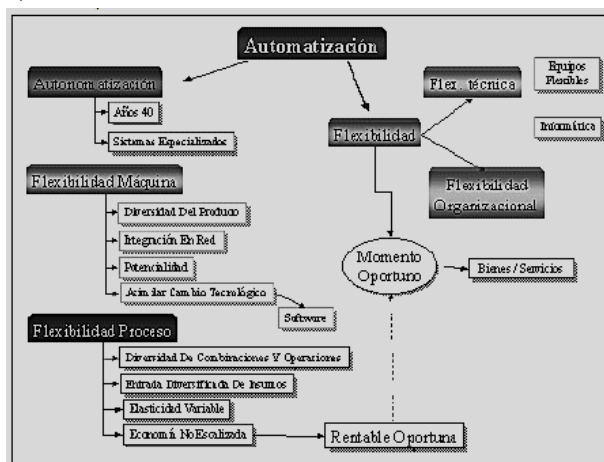 Automatización
Autonomatización
Años 40
Sistemas Especializados
Flexibilidad
Flex. técnica
Equipos
Flexibles
Informática
Flexibilidad
Organizacional
Flexibilidad Máquina
Diversidad Del Producto
Integración En Red
Potencialidad
Asimilar Cambio Tecnológico
Software
Momento
Oportuno
Bienes / Servicios
Flexibilidad Proceso
Diversidad De Combinaciones Y Operaciones
Entrada Diversificada De Insumos
Elasticidad Variable
Economía No Escalizada
Rentable Oportuna